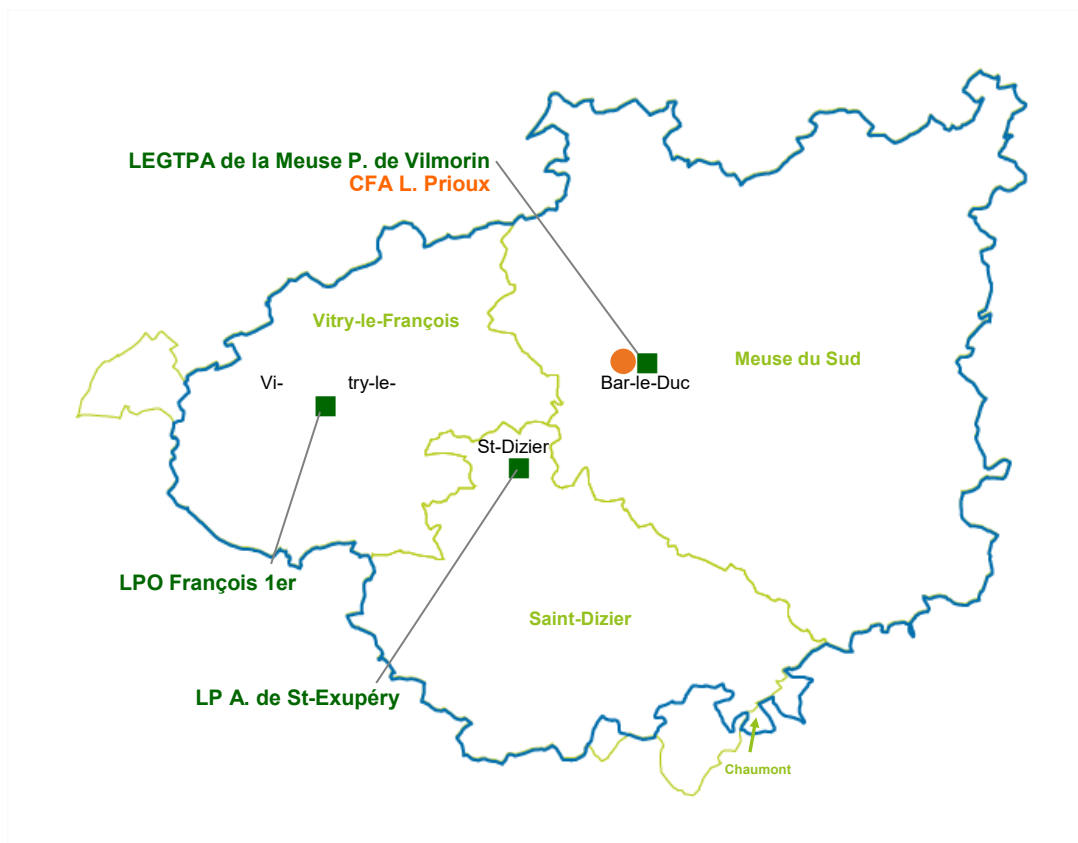 LEGTPA de la Meuse P. de Vilmorin
CFA L. Prioux
Vitry-le-François
Meuse du Sud
Bar-le-Duc
Vi- try-le-
St-Dizier
LPO François 1er
Saint-Dizier
LP A. de St-Exupéry
Chaumont